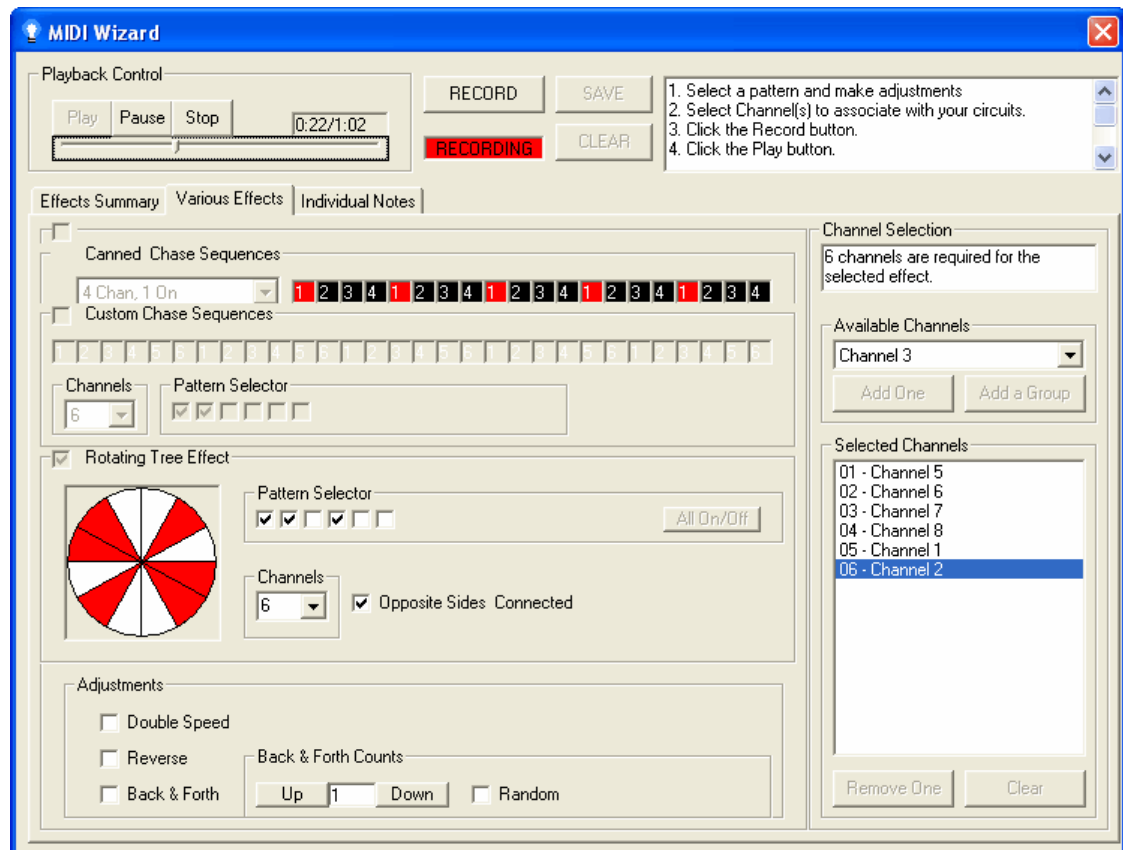 MIDI Wizard
Playback Control
Play Pause Stop 0:22/1:02
RECORD SAVE
RECORDING CLEAR
1. Select a pattern and make adjustments
2. Select Channel(s) to associate with your circuits.
3. Click the Record button.
4. Click the Play button.
Effects Summary Various Effects Individual Notes
Canned Chase Sequences
4 Chan, 1 On 1 2 3 4 1 2 3 4 1 2 3 4 1 2 3 4 1 2 3 4
Custom Chase Sequences
1 2 3 4 5 6 1 2 3 4 5 6 1 2 3 4 5 6 1 2 3 4 5 6 1 2 3 4 5 6
Channels Pattern Selector
6
Rotating Tree Effect
Pattern Selector
All On/Off
Channels
6 Opposite Sides Connected
Adjustments
Double Speed
Reverse
Back & Forth
Back & Forth Counts
Up 1 Down Random
Channel Selection
6 channels are required for the
selected effect.
Available Channels
Channel 3
Add One Add a Group
Selected Channels
01 - Channel 5
02 - Channel 6
03 - Channel 7
04 - Channel 8
05 - Channel 1
06 - Channel 2
Remove One Clear